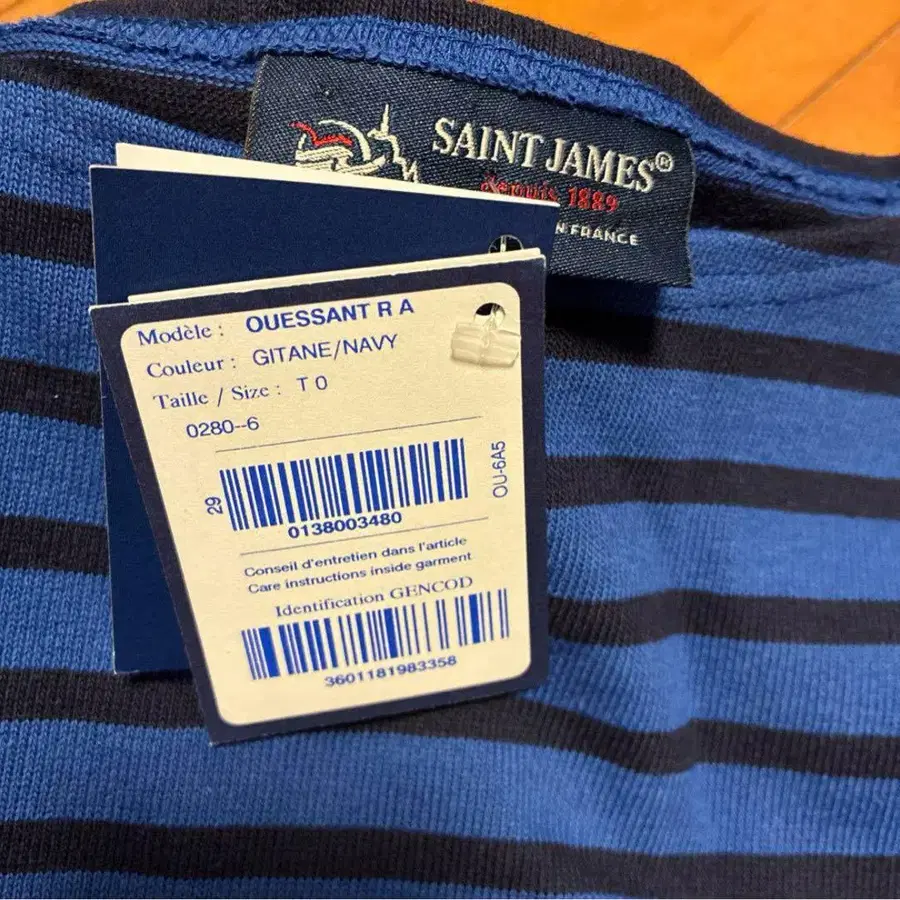 SAINT JAMES®
depuis 1889
N FRANCE
Modèle : OUESSANT R A
Couleur : GITANE/NAVY
Taille / Size : T 0
0280--6
29
0138003480
OU-6A5
Conseil d'entretien dans l'article
Care instructions inside garment
Identification GENCOD
3601181983358